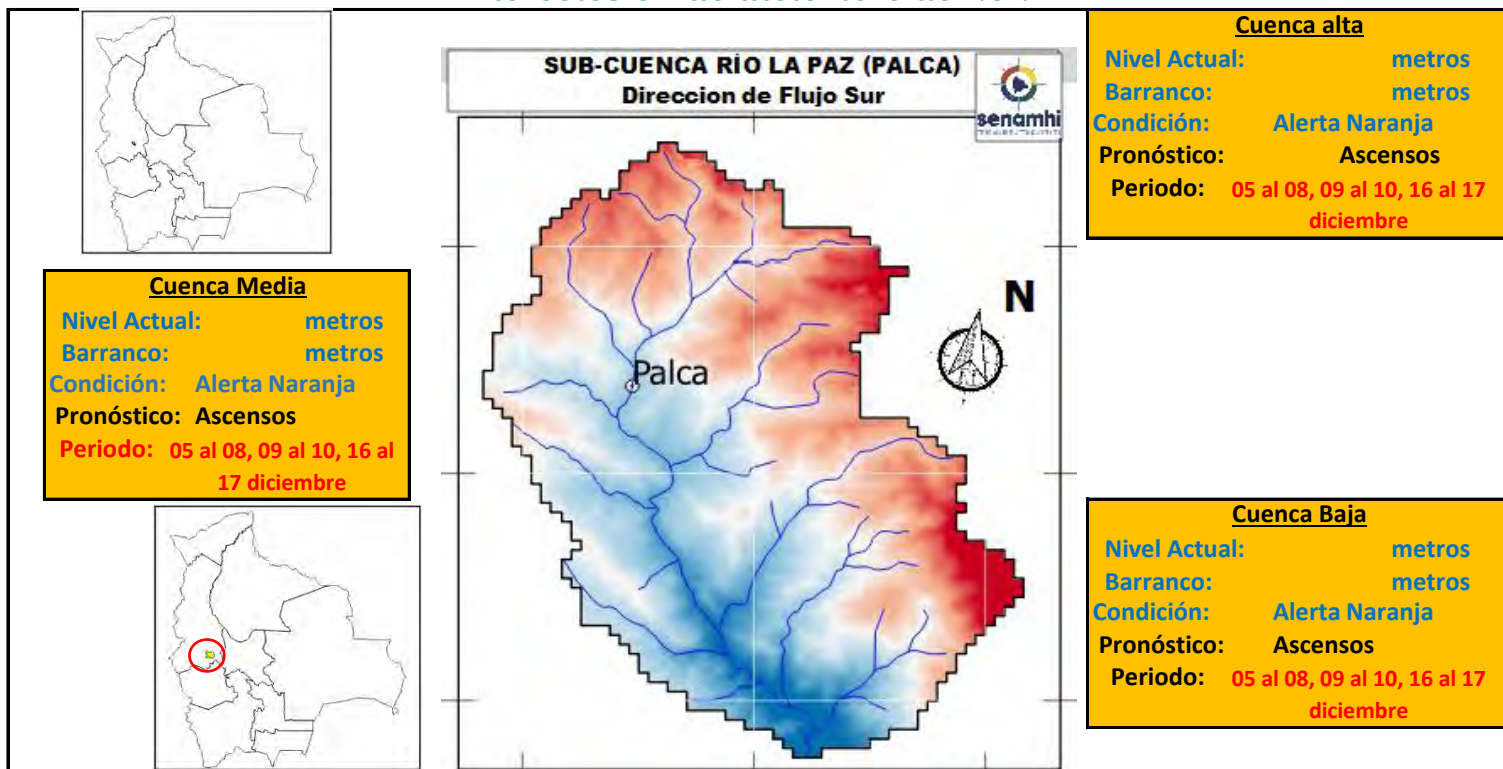 SUB-CUENCA RÍO LA PAZ (PALCA)
Direccion de Flujo Sur
senamhi
Cuenca alta
Nivel Actual: metros
Barranco: metros
Condición: Alerta Naranja
Pronóstico: Ascensos
Periodo: 05 al 08, 09 al 10, 16 al 17
diciembre
Cuenca Media
Nivel Actual: metros
Barranco: metros
Condición: Alerta Naranja
Pronóstico: Ascensos
Periodo: 05 al 08, 09 al 10, 16 al
17 diciembre
N
Palca
Cuenca Baja
Nivel Actual: metros
Barranco: metros
Condición: Alerta Naranja
Pronóstico: Ascensos
Periodo: 05 al 08, 09 al 10, 16 al 17
diciembre